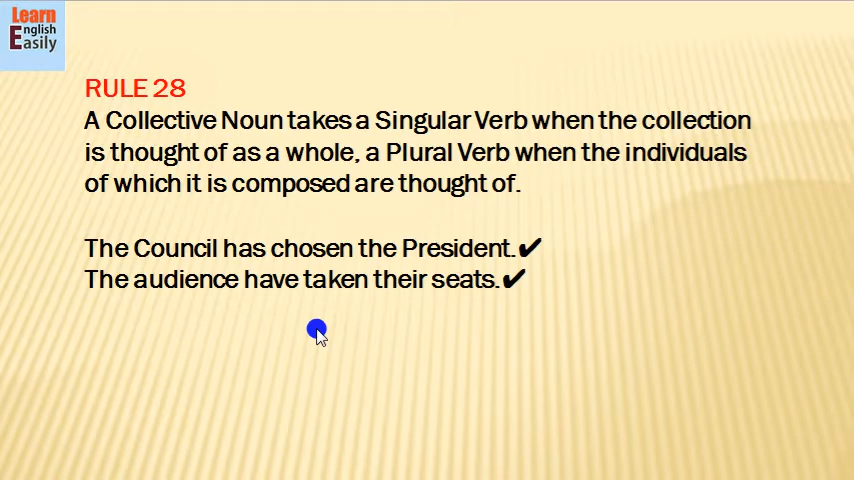 Learn
English
Easily
RULE 28
A Collective Noun takes a Singular Verb when the collection
is thought of as a whole, a Plural Verb when the individuals
of which it is composed are thought of.
The Council has chosen the President.✔
The audience have taken their seats.✔